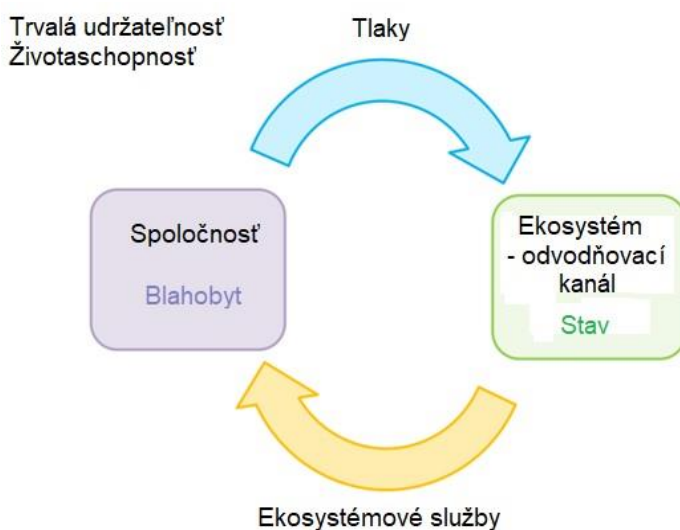 Trvalá udržateľnosť
Životaschopnosť
Tlaky
Spoločnosť
Blahobyt
Ekosystém
- odvodňovací
kanál
Stav
Ekosystémové služby